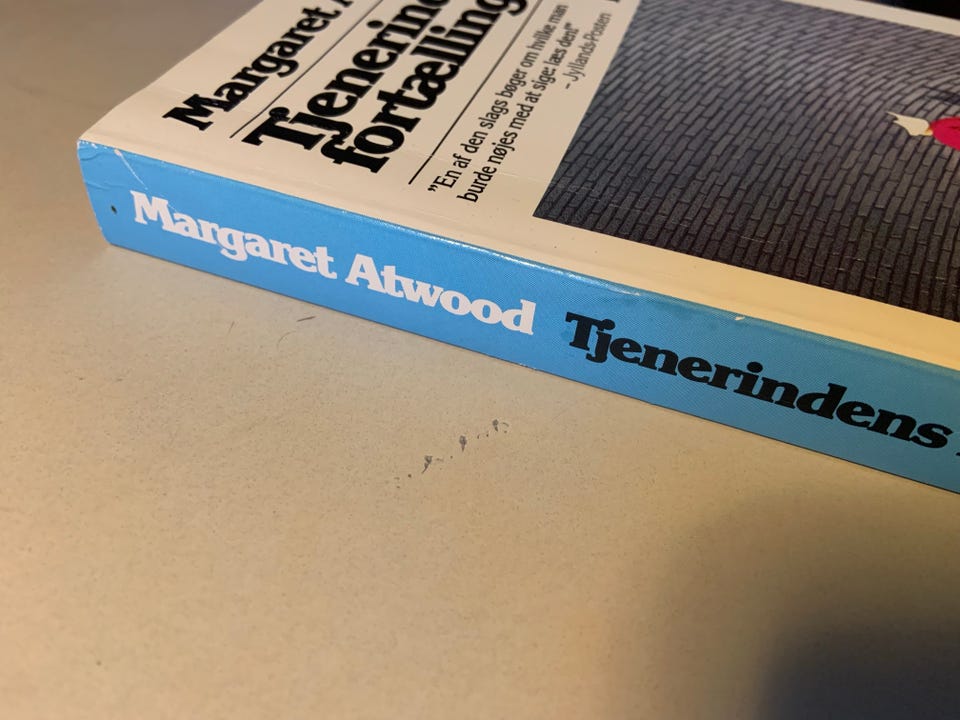 Margaret
Tjenerindens
fortælling
"En af den slags bøger om hvilke man
burde nøjes med at sige: læs den!"
- Jyllands-Posten
Margaret Atwood Tjenerindens